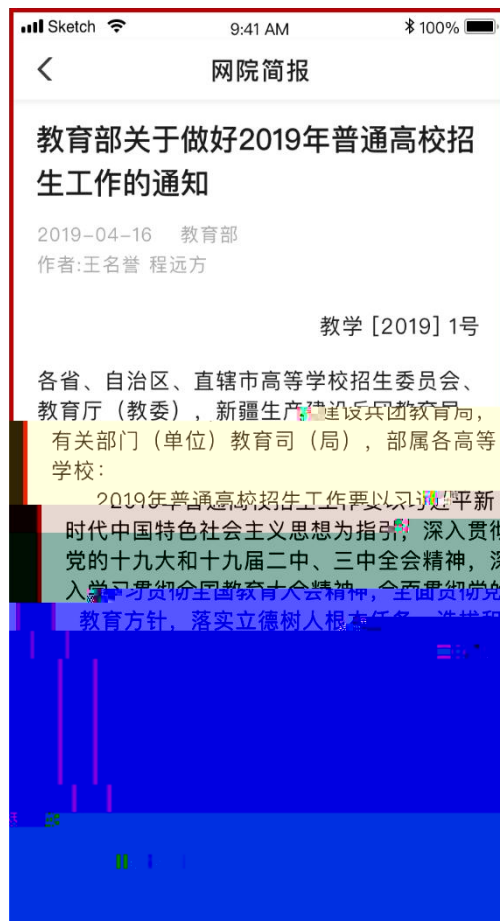 Sketch 9:41 AM 100%
网院简报
教育部关于做好2019年普通高校招
生工作的通知
2019-04-16 教育部
作者:王名誉 程远方
教学 [2019] 1号
各省、自治区、直辖市高等学校招生委员会、
教育厅（教委），新疆生产建设兵团教育局，
有关部门（单位）教育司（局），部属各高等
学校：
2019年普通高校招生工作要以习近平新
时代中国特色社会主义思想为指引，深入贯彻
党的十九大和十九届二中、三中全会精神，深
入学习贯彻全国教育大会精神，全面贯彻党的
教育方针，落实立德树人根本任务，选拔和